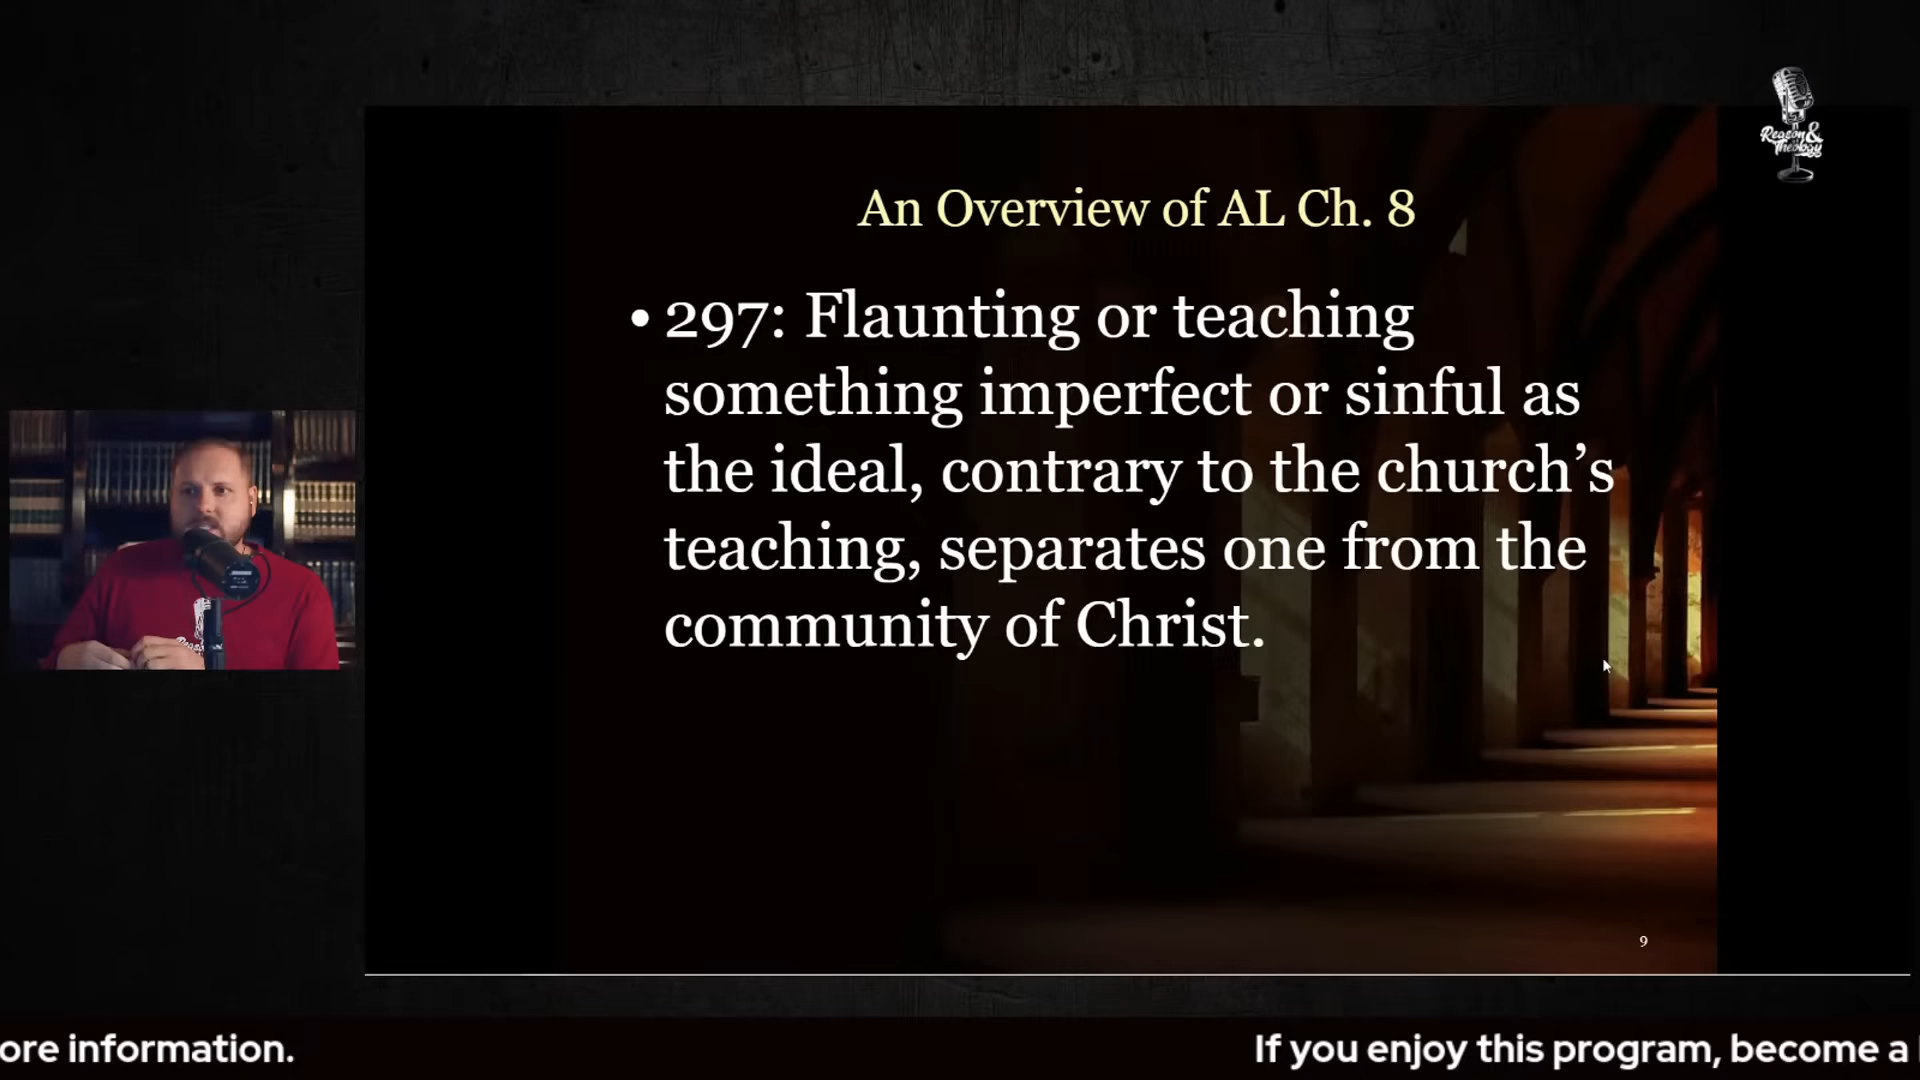 Reason &
Theology
An Overview of AL Ch. 8
• 297: Flaunting or teaching
something imperfect or sinful as
the ideal, contrary to the church’s
teaching, separates one from the
community of Christ.
9
ore information.
If you enjoy this program, become a